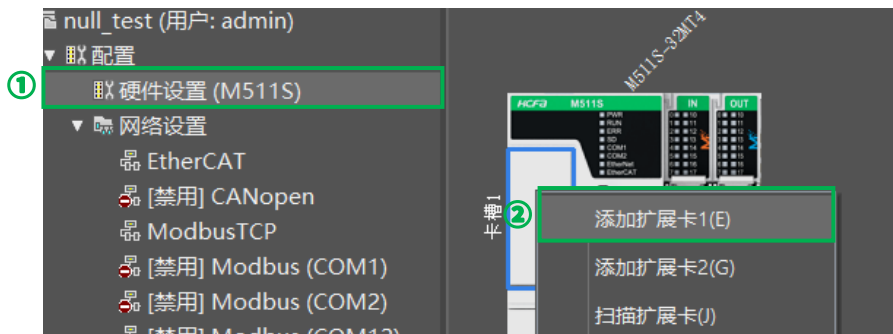 null_test (用户: admin)
配置
① 硬件设置 (M511S)
网络设置
EtherCAT
[禁用] CANopen
ModbusTCP
[禁用] Modbus (COM1)
[禁用] Modbus (COM2)
M511S-32MT4
HCFA M511S IN OUT
PWR
RUN
ERR
SD
COM1
COM2
EtherNet
EtherCAT
卡槽1
② 添加扩展卡1(E)
添加扩展卡2(G)
扫描扩展卡(J)